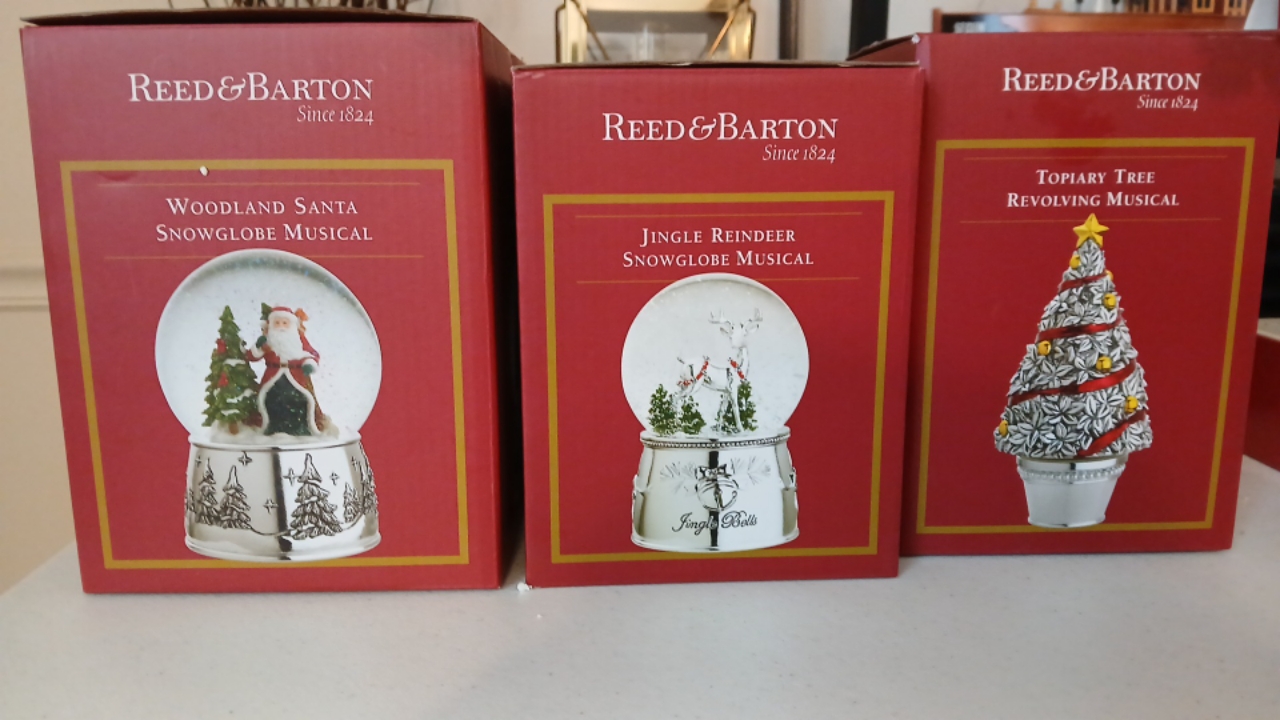 REED & BARTON
Since 1824
WOODLAND SANTA
SNOWGLOBE MUSICAL
REED & BARTON
Since 1824
JINGLE REINDEER
SNOWGLOBE MUSICAL
Jingle Bells
REED & BARTON
Since 1824
TOPIARY TREE
REVOLVING MUSICAL